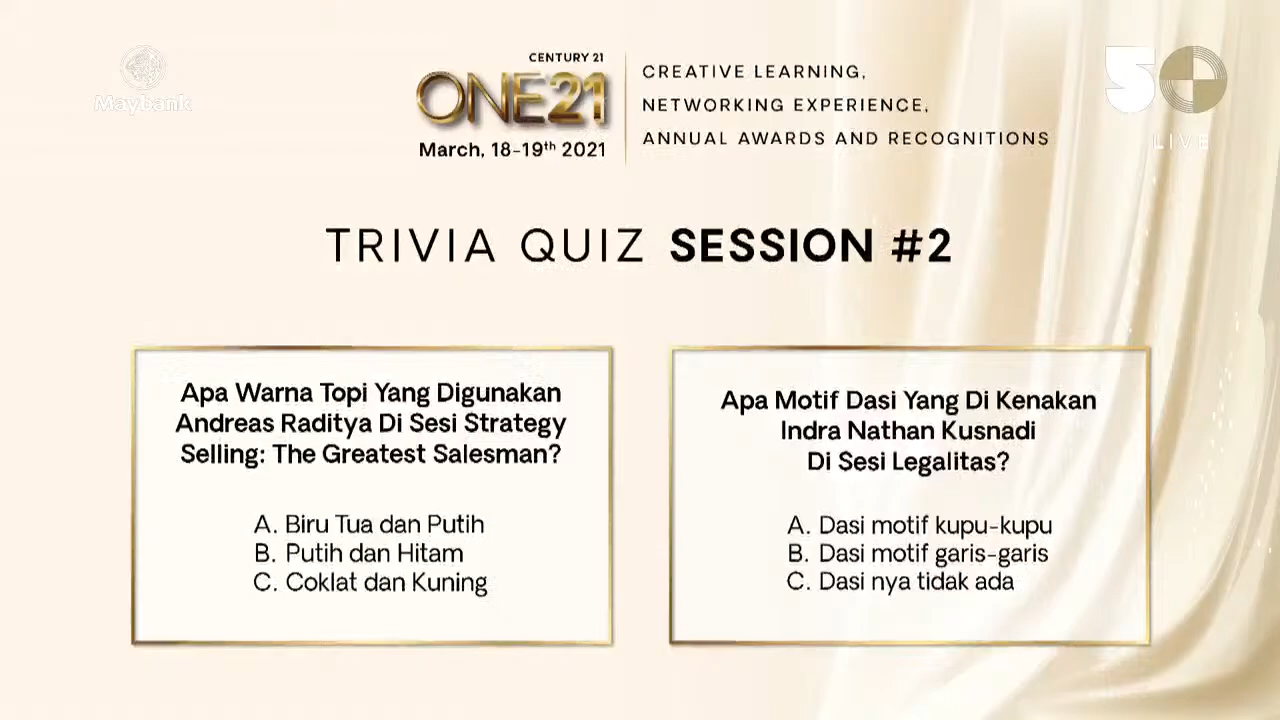 Maybank
CENTURY 21
ONE21
March, 18-19th 2021
CREATIVE LEARNING,
NETWORKING EXPERIENCE,
ANNUAL AWARDS AND RECOGNITIONS
50
LIVE
TRIVIA QUIZ SESSION #2
Apa Warna Topi Yang Digunakan
Andreas Raditya Di Sesi Strategy
Selling: The Greatest Salesman?
A. Biru Tua dan Putih
B. Putih dan Hitam
C. Coklat dan Kuning
Apa Motif Dasi Yang Di Kenakan
Indra Nathan Kusnadi
Di Sesi Legalitas?
A. Dasi motif kupu-kupu
B. Dasi motif garis-garis
C. Dasi nya tidak ada